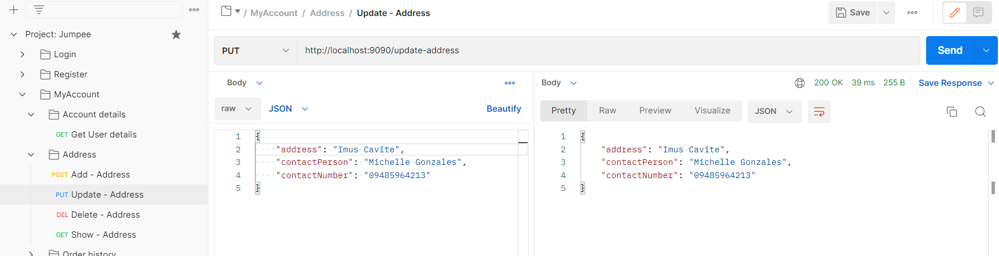 / MyAccount / Address / Update - Address
Save
Project: Jumpee
Login
Register
MyAccount
Account details
GET Get User details
Address
POST Add - Address
PUT Update - Address
DEL Delete - Address
GET Show - Address
Order history
PUT
http://localhost:9090/update-address
Send
Body
raw
JSON
Beautify
1 {
2 "address": "Imus Cavite",
3 "contactPerson": "Michelle Gonzales",
4 "contactNumber": "09485964213"
5 }
Body
200 OK 39 ms 255 B Save Response
Pretty Raw Preview Visualize JSON
1 {
2 "address": "Imus Cavite",
3 "contactPerson": "Michelle Gonzales",
4 "contactNumber": "09485964213"
5 }